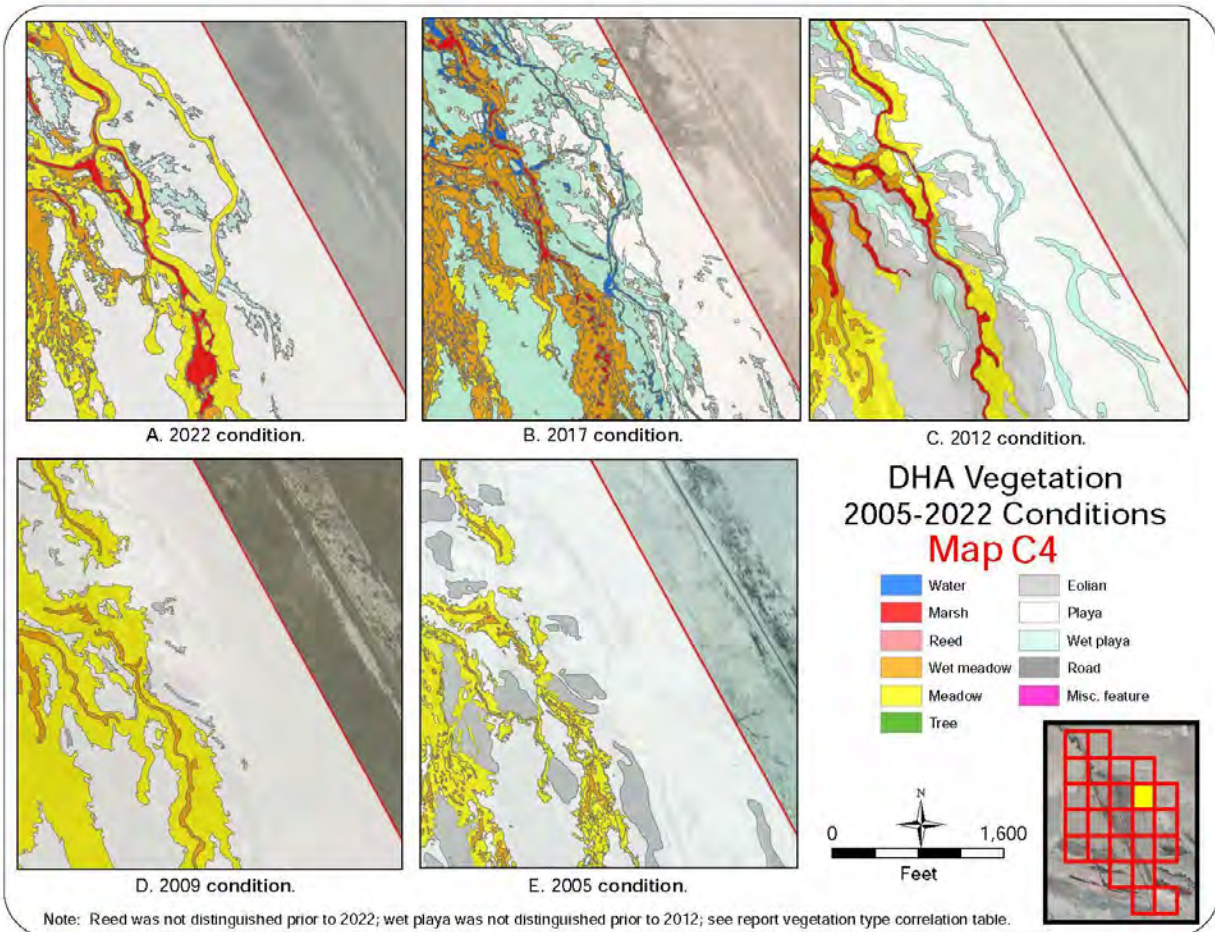 A. 2022 condition.
B. 2017 condition.
C. 2012 condition.
D. 2009 condition.
E. 2005 condition.
DHA Vegetation
2005-2022 Conditions
Map C4
Water
Marsh
Reed
Wet meadow
Meadow
Tree
Eolian
Playa
Wet playa
Road
Misc. feature
N
0 1,600
Feet
Note: Reed was not distinguished prior to 2022; wet playa was not distinguished prior to 2012; see report vegetation type correlation table.